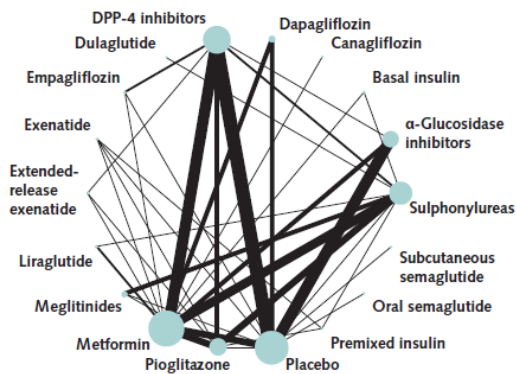 DPP-4 inhibitors
Dapagliflozin
Dulaglutide
Canagliflozin
Empagliflozin
Basal insulin
Exenatide
α-Glucosidase
inhibitors
Extended-
release
exenatide
Sulphonylureas
Liraglutide
Subcutaneous
semaglutide
Meglitinides
Oral semaglutide
Metformin
Premixed insulin
Pioglitazone
Placebo